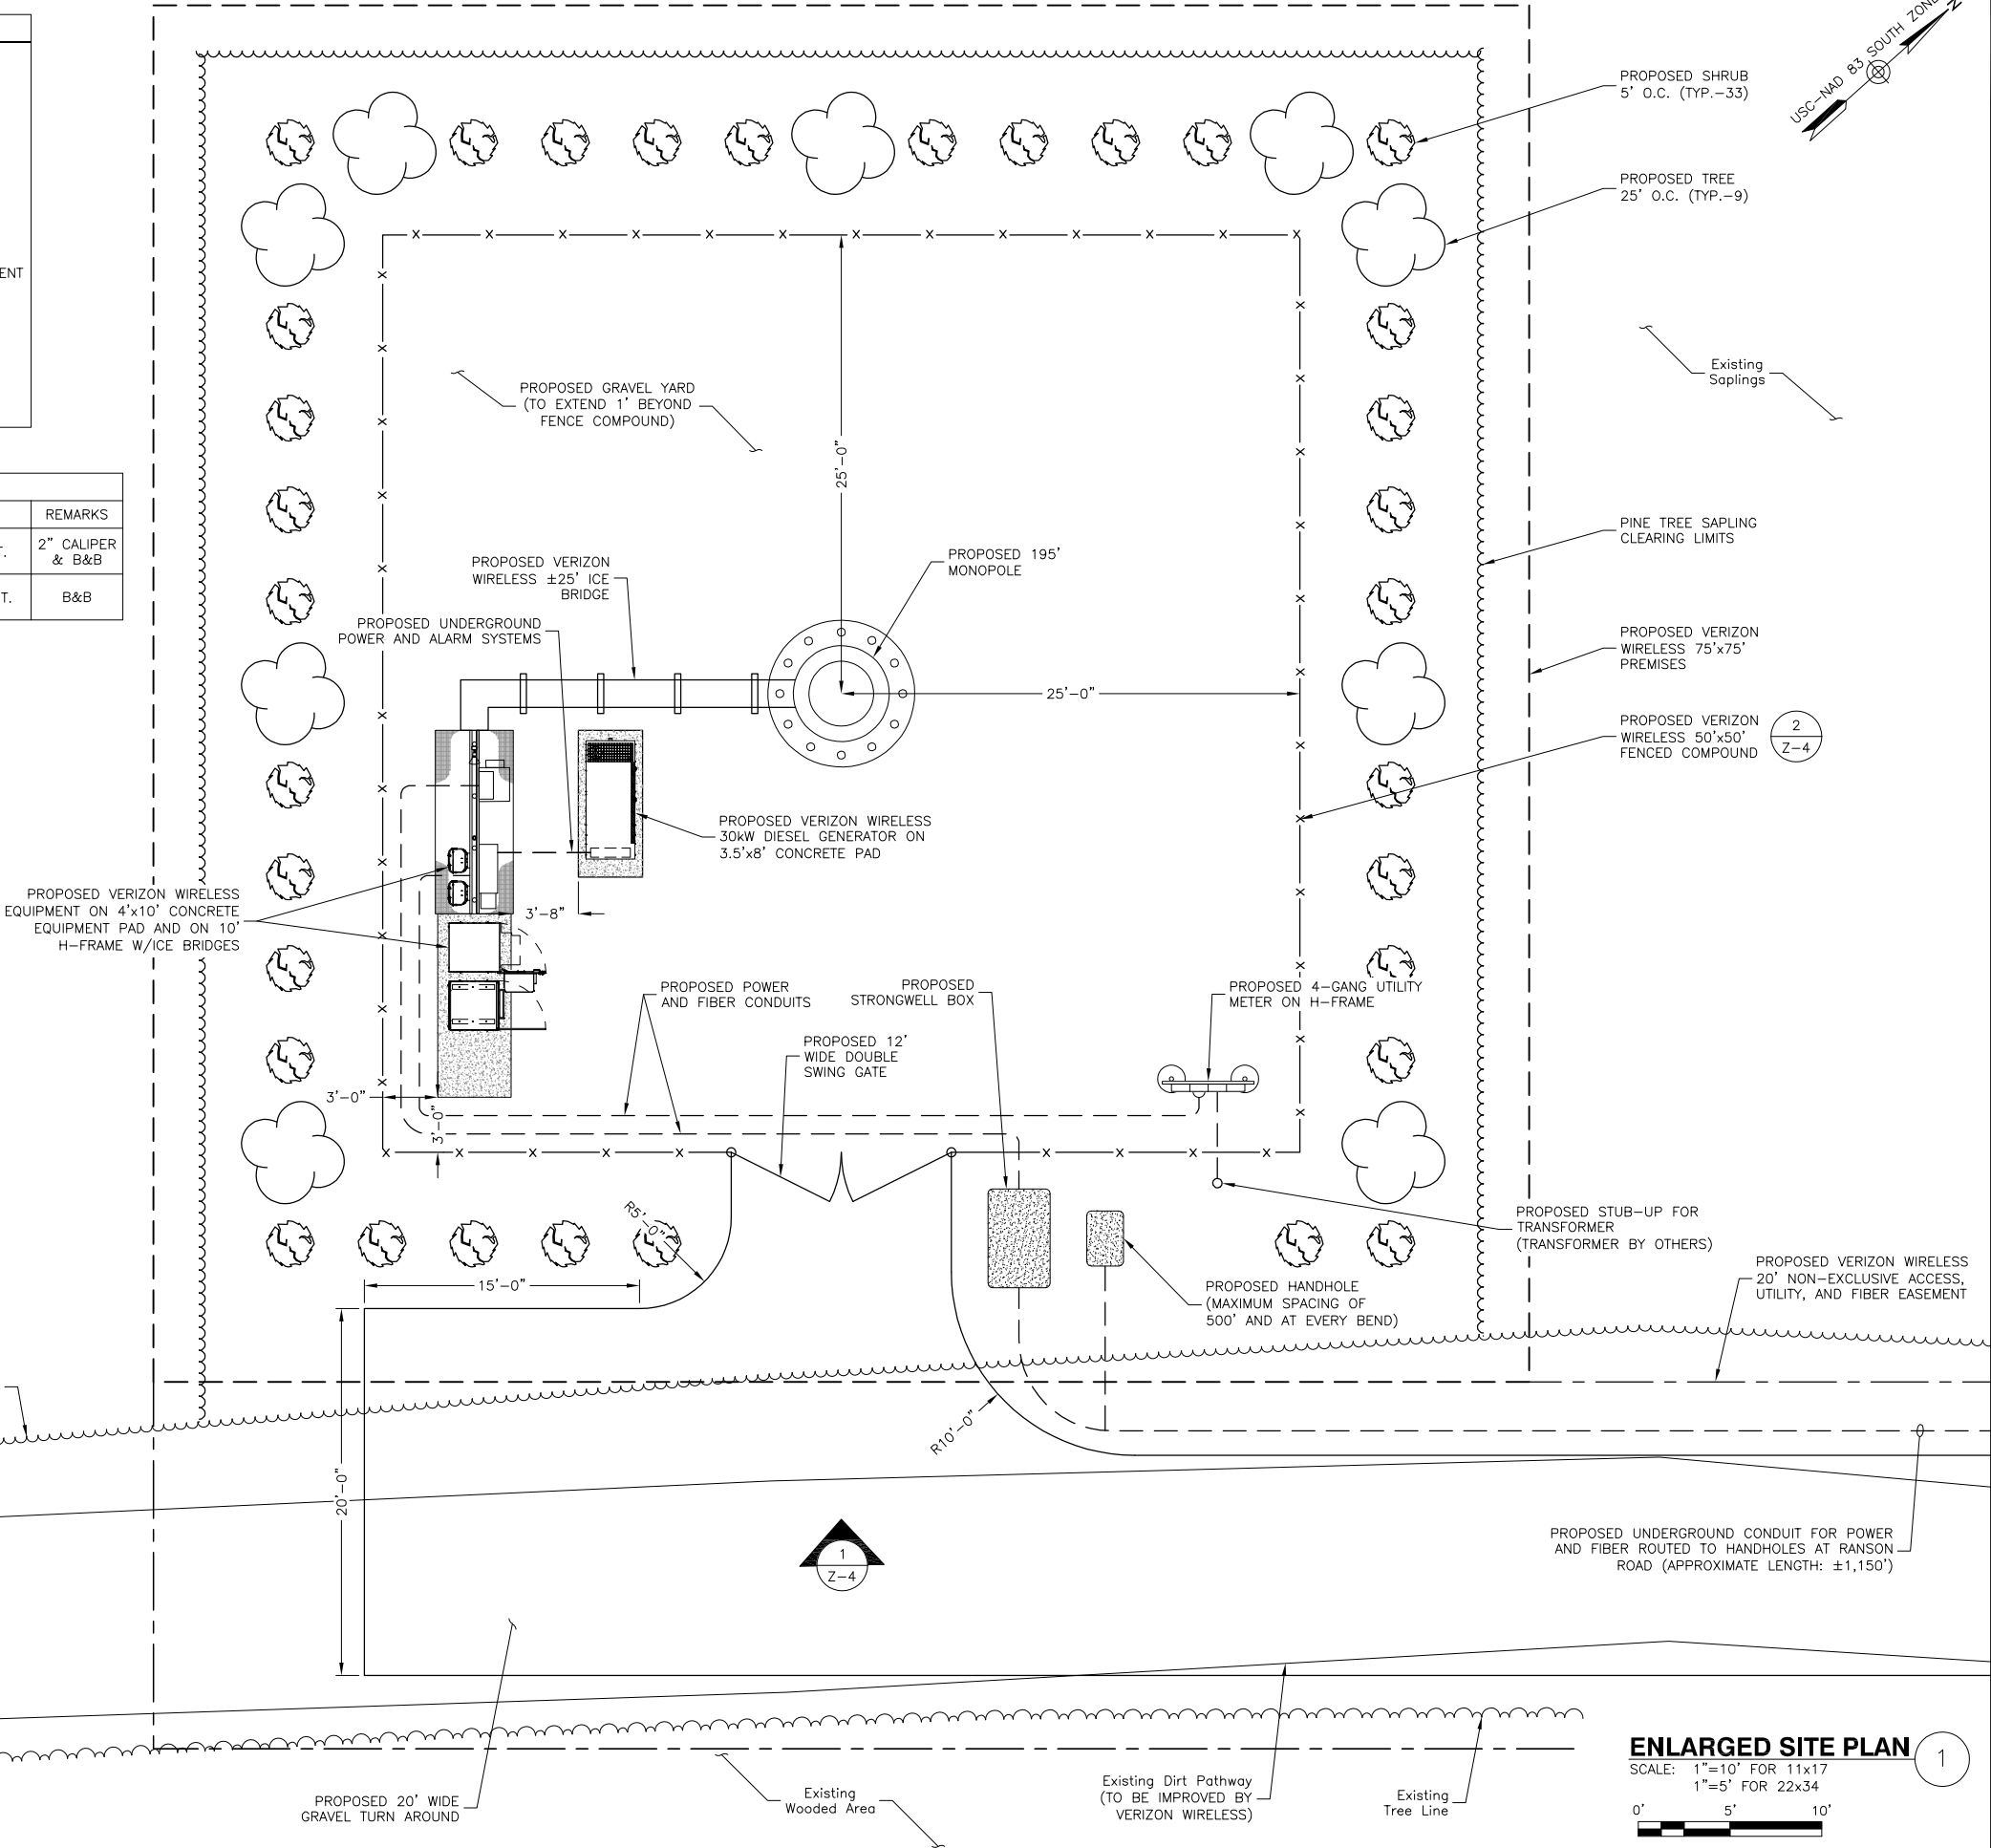 USC-NAD 83 SOUTH ZONE
N
PROPOSED SHRUB
5' O.C. (TYP.-33)
PROPOSED TREE
25' O.C. (TYP.-9)
ENT
PROPOSED GRAVEL YARD
(TO EXTEND 1' BEYOND
FENCE COMPOUND)
25'-0"
Existing
Saplings
REMARKS
2" CALIPER
& B&B
T.
B&B
PINE TREE SAPLING
CLEARING LIMITS
PROPOSED VERIZON
WIRELESS ±25' ICE
BRIDGE
PROPOSED 195'
MONOPOLE
PROPOSED UNDERGROUND
POWER AND ALARM SYSTEMS
PROPOSED VERIZON
WIRELESS 75'x75'
PREMISES
25'-0"
PROPOSED VERIZON
WIRELESS 50'x50'
FENCED COMPOUND
2
Z-4
PROPOSED VERIZON WIRELESS
30kW DIESEL GENERATOR ON
3.5'x8' CONCRETE PAD
PROPOSED VERIZON WIRELESS
EQUIPMENT ON 4'x10' CONCRETE
EQUIPMENT PAD AND ON 10'
H-FRAME W/ICE BRIDGES
3'-8"
PROPOSED POWER
AND FIBER CONDUITS
PROPOSED
STRONGWELL BOX
PROPOSED 4-GANG UTILITY
METER ON H-FRAME
PROPOSED 12'
WIDE DOUBLE
SWING GATE
3'-0"
3'-0"
R5'-0"
15'-0"
PROPOSED STUB-UP FOR
TRANSFORMER
(TRANSFORMER BY OTHERS)
PROPOSED HANDHOLE
(MAXIMUM SPACING OF
500' AND AT EVERY BEND)
PROPOSED VERIZON WIRELESS
20' NON-EXCLUSIVE ACCESS,
UTILITY, AND FIBER EASEMENT
R10'-0"
20'-0"
1
Z-4
PROPOSED UNDERGROUND CONDUIT FOR POWER
AND FIBER ROUTED TO HANDHOLES AT RANSON
ROAD (APPROXIMATE LENGTH: ±1,150')
PROPOSED 20' WIDE
GRAVEL TURN AROUND
Existing
Wooded Area
Existing Dirt Pathway
(TO BE IMPROVED BY
VERIZON WIRELESS)
Existing
Tree Line
ENLARGED SITE PLAN
1
SCALE: 1"=10' FOR 11x17
1"=5' FOR 22x34
0' 5' 10'